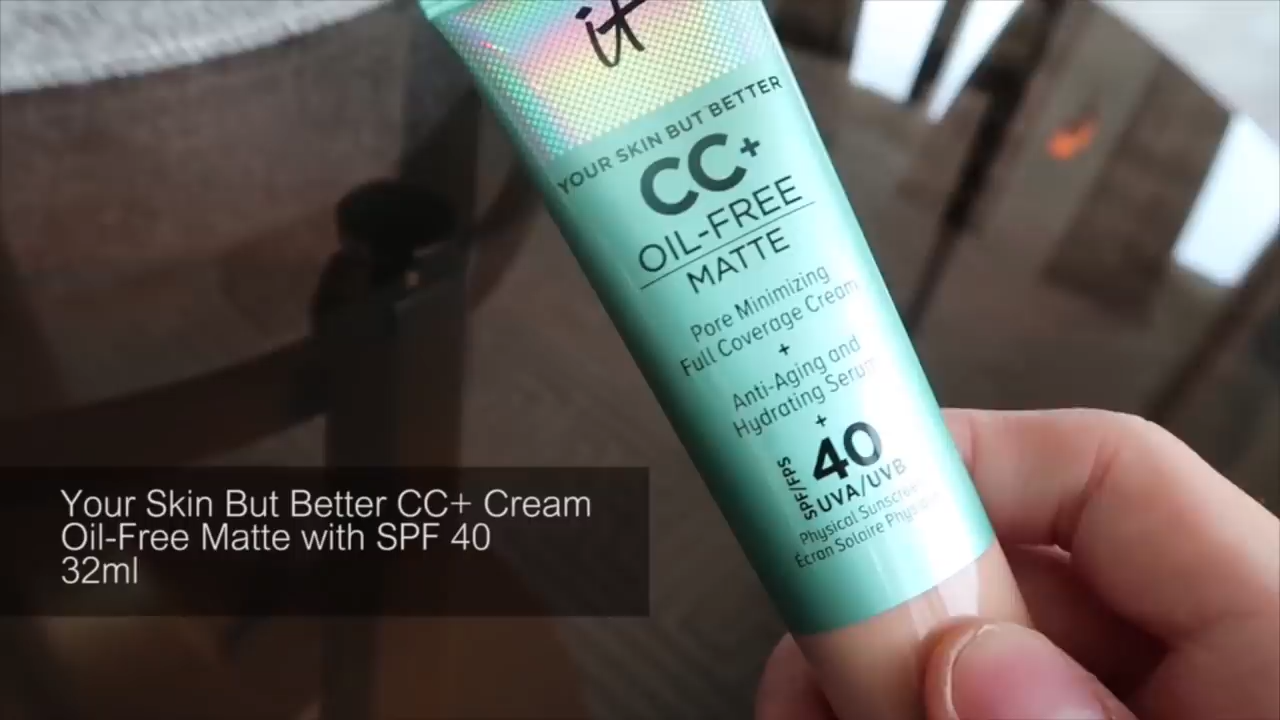 it
YOUR SKIN BUT BETTER
CC+
OIL-FREE
MATTE
Pore Minimizing
Full Coverage Cream
+
Anti-Aging and
Hydrating Serum
+
SPF/FPS
40
UVA/UVB
Physical Sunscreen
Écran Solaire
Your Skin But Better CC+ Cream
Oil-Free Matte with SPF 40
32ml